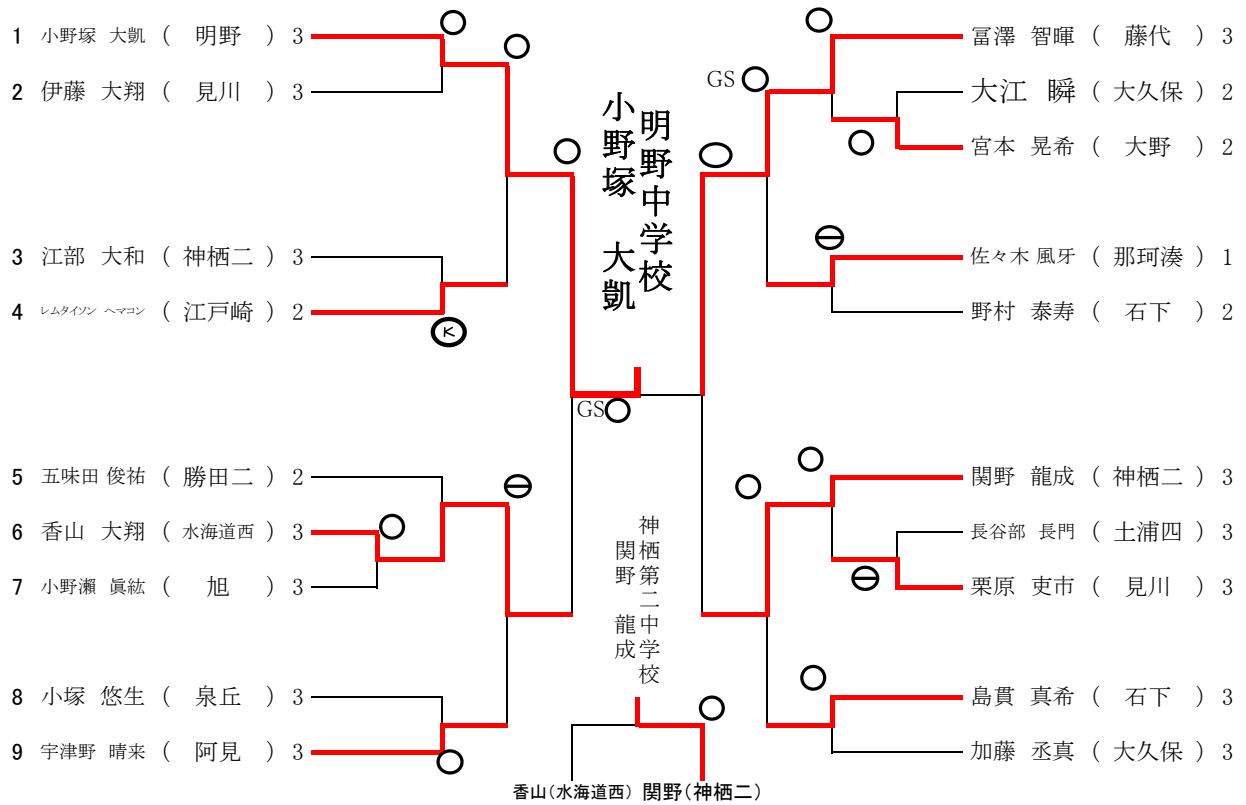 1 小野塚 大凱 ( 明野 ) 3
2 伊藤 大翔 ( 見川 ) 3
3 江部 大和 ( 神栖二 ) 3
4 レムタイソン ヘマコン ( 江戸崎 ) 2
K
5 五味田 俊祐 ( 勝田二 ) 2
6 香山 大翔 ( 水海道西 ) 3
7 小野瀬 眞紘 ( 旭 ) 3
8 小塚 悠生 ( 泉丘 ) 3
9 宇津野 晴来 ( 阿見 ) 3
明野中学校
小野塚 大凱
GS
神栖第二中学校
関野 龍成
香山(水海道西) 関野(神栖二)
GS
冨澤 智暉 ( 藤代 ) 3
大江 瞬 ( 大久保 ) 2
宮本 晃希 ( 大野 ) 2
佐々木 風牙 ( 那珂湊 ) 1
野村 泰寿 ( 石下 ) 2
関野 龍成 ( 神栖二 ) 3
長谷部 長門 ( 土浦四 ) 3
栗原 吏市 ( 見川 ) 3
島貫 真希 ( 石下 ) 3
加藤 丞真 ( 大久保 ) 3